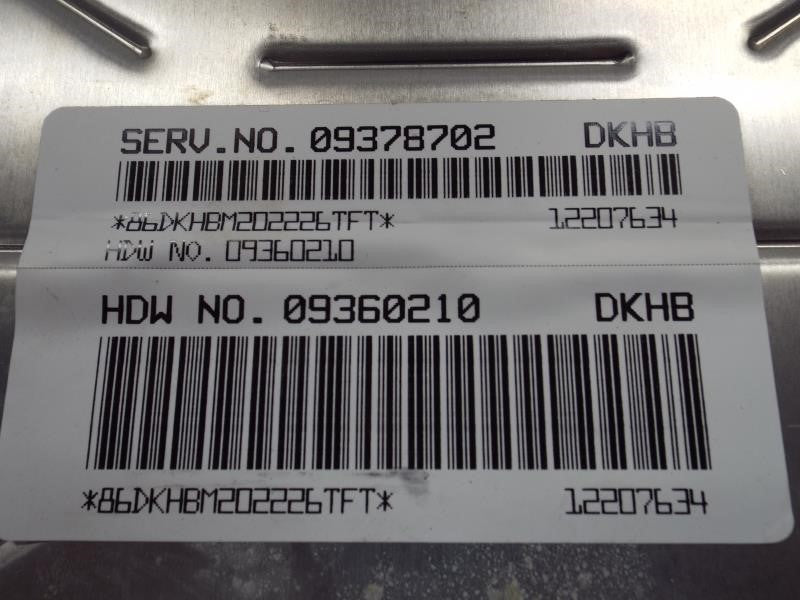 SERV.NO. 09378702 DKHB
*86DKHBM202226TFT* 12207634
HDW NO. 09360210
HDW NO. 09360210 DKHB
*86DKHBM202226TFT* 12207634